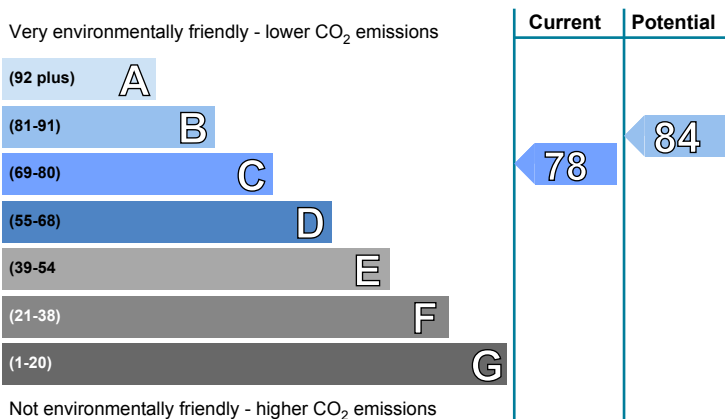 Current Potential
Very environmentally friendly - lower CO2 emissions
(92 plus) A
(81-91) B
84
(69-80) C
78
(55-68) D
(39-54 E
(21-38) F
(1-20) G
Not environmentally friendly - higher CO2 emissions